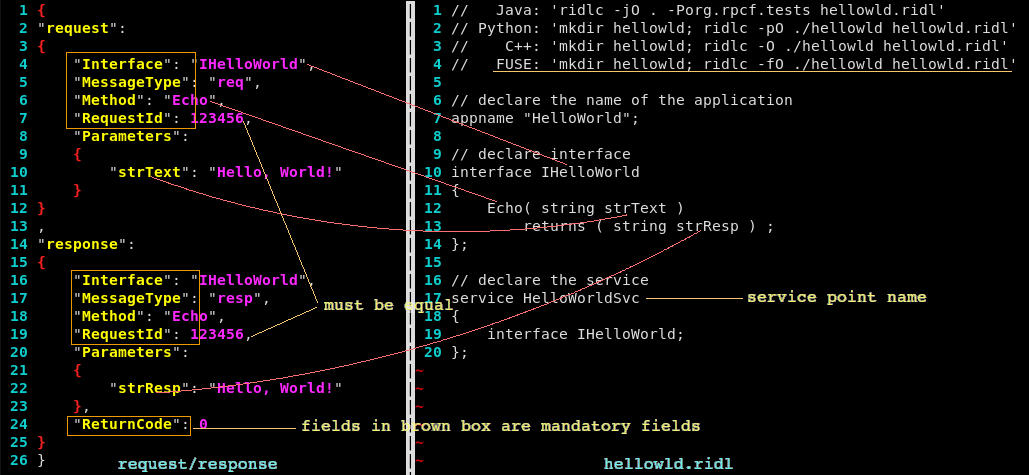 1 {
2 "request":
3 {
4 "Interface": "IHelloWorld",
5 "MessageType": "req",
6 "Method": "Echo",
7 "RequestId": 123456,
8 "Parameters":
9 {
10 "strText": "Hello, World!"
11 }
12 }
13 ,
14 "response":
15 {
16 "Interface": "IHelloWorld",
17 "MessageType": "resp",
18 "Method": "Echo",
19 "RequestId": 123456,
20 "Parameters":
21 {
22 "strResp": "Hello, World!"
23 },
24 "ReturnCode": 0
25 }
26 }
must be equal
fields in brown box are mandatory fields
request/response
1 // Java: 'ridlc -jO . -Porg.rpcf.tests hellowld.ridl'
2 // Python: 'mkdir hellowld; ridlc -pO ./hellowld hellowld.ridl'
3 // C++: 'mkdir hellowld; ridlc -O ./hellowld hellowld.ridl'
4 // FUSE: 'mkdir hellowld; ridlc -fO ./hellowld hellowld.ridl'
5
6 // declare the name of the application
7 appname "HelloWorld";
8
9 // declare interface
10 interface IHelloWorld
11 {
12 Echo( string strText )
13 returns ( string strResp ) ;
14 };
15
16 // declare the service
17 service HelloWorldSvc
service point name
18 {
19 interface IHelloWorld;
20 };
~
~
~
~
~
hellowld.ridl